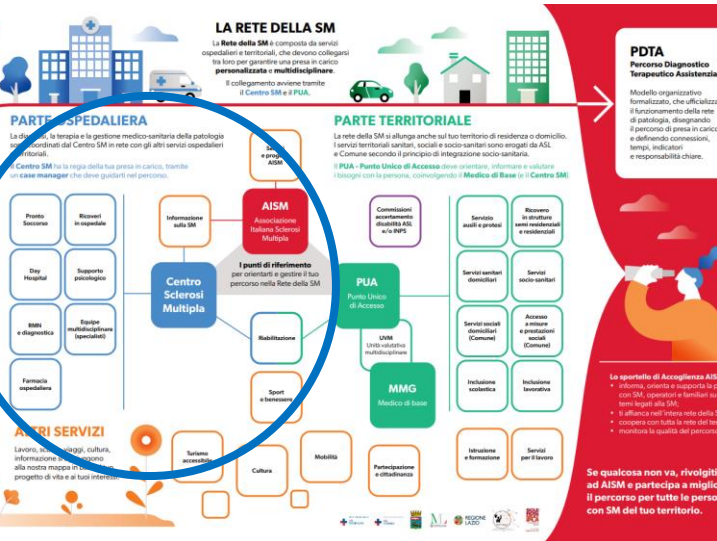 LA RETE DELLA SM
La Rete della SM è composta da servizi
ospedalieri e territoriali, che devono collegarsi
tra loro per garantire una presa in carico
personalizzata e multidisciplinare.
Il collegamento avviene tramite
il Centro SM e il PUA.
PARTE OSPEDALIERA
La diagnosi, la terapia e la gestione medico-sanitaria della patologia
sono coordinati dal Centro SM in rete con gli altri servizi ospedalieri
e territoriali.
Il Centro SM ha la regia della tua presa in carico, tramite
un case manager che deve guidarti nel percorso.
Pronto
Soccorso
Ricoveri
in ospedale
Day
Hospital
Supporto
psicologico
RMN
e diagnostica
Equipe
multidisciplinare
(specialisti)
Farmacia
ospedaliera
e progetti
AISM
Informazione
sulla SM
AISM
Associazione
Italiana Sclerosi
Multipla
I punti di riferimento
per orientarti e gestire il tuo
percorso nella Rete della SM
Centro
Sclerosi
Multipla
Riabilitazione
Sport
e benessere
PARTE TERRITORIALE
La rete della SM si allunga anche sul tuo territorio di residenza o domicilio.
I servizi territoriali sanitari, sociali e socio-sanitari sono erogati da ASL
e Comune secondo il principio di integrazione socio-sanitaria.
Il PUA - Punto Unico di Accesso deve orientare, informare e valutare
i bisogni con la persona, coinvolgendo il Medico di Base (e il Centro SM)
Commissioni
accertamento
disabilità ASL
e/o INPS
PUA
Punto Unico
di Accesso
UVM
Unità valutativa
multidisciplinare
MMG
Medico di base
Servizio
ausili e protesi
Ricovero
in strutture
semi residenziali
e residenziali
Servizi sanitari
domiciliari
Servizi
socio-sanitari
Servizi sociali
domiciliari
(Comune)
Accesso
a misure
e prestazioni
sociali
(Comune)
Inclusione
scolastica
Inclusione
lavorativa
Istruzione
e formazione
Servizi
per il lavoro
ALTRI SERVIZI
Lavoro, viaggi, cultura,
informazione
alla nostra mappa in
progetto di vita e ai tuoi interessi.
Turismo
accessibile
Cultura
Mobilità
Partecipazione
e cittadinanza
REGIONE
LAZIO
PDTA
Percorso Diagnostico
Terapeutico Assistenzia
Modello organizzativo
formalizzato, che ufficializza
il funzionamento della rete
di patologia, disegnando
il percorso di presa in carico
e definendo connessioni,
tempi, indicatori
e responsabilità chiare.
Lo sportello di Accoglienza AIS
informa, orienta e supporta la p
con SM, operatori e familiari su
temi legati alla SM;
ti affianca nell'intera rete della S
coopera con tutta la rete del te
monitora la qualità del percorso
Se qualcosa non va, rivolgiti
ad AISM e partecipa a miglio
il percorso per tutte le perso
con SM del tuo territorio.